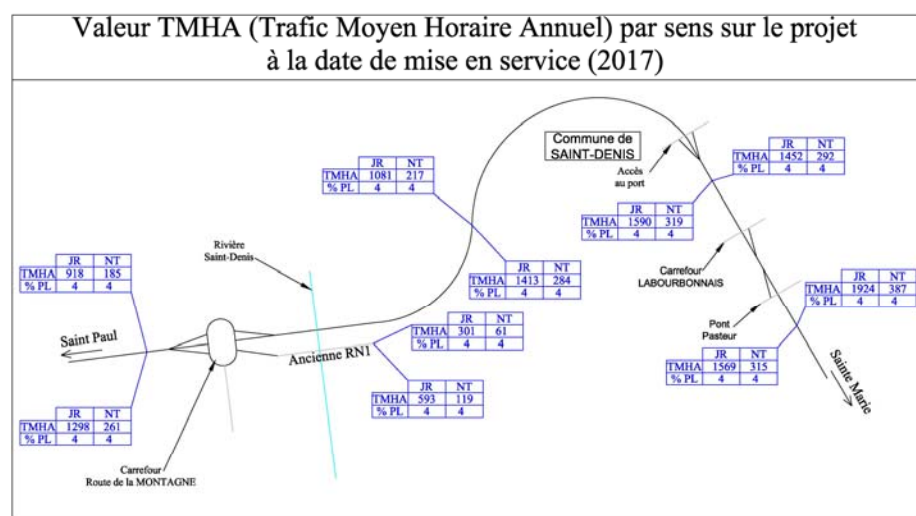 Valeur TMHA (Trafic Moyen Horaire Annuel) par sens sur le projet
à la date de mise en service (2017)
Commune de
SAINT-DENIS
Accès
au port
JR NT
TMHA 1452 292
% PL 4 4
JR NT
TMHA 1081 217
% PL 4 4
JR NT
TMHA 1590 319
% PL 4 4
Rivière
Saint-Denis
JR NT
TMHA 918 185
% PL 4 4
JR NT
TMHA 1413 284
% PL 4 4
Carrefour
LABOURBONNAIS
JR NT
TMHA 1924 387
% PL 4 4
JR NT
TMHA 301 61
% PL 4 4
Pont
Pasteur
Saint Paul
Ancienne RN1
JR NT
TMHA 1569 315
% PL 4 4
Sainte Marie
JR NT
TMHA 593 119
% PL 4 4
JR NT
TMHA 1298 261
% PL 4 4
Carrefour
Route de la MONTAGNE